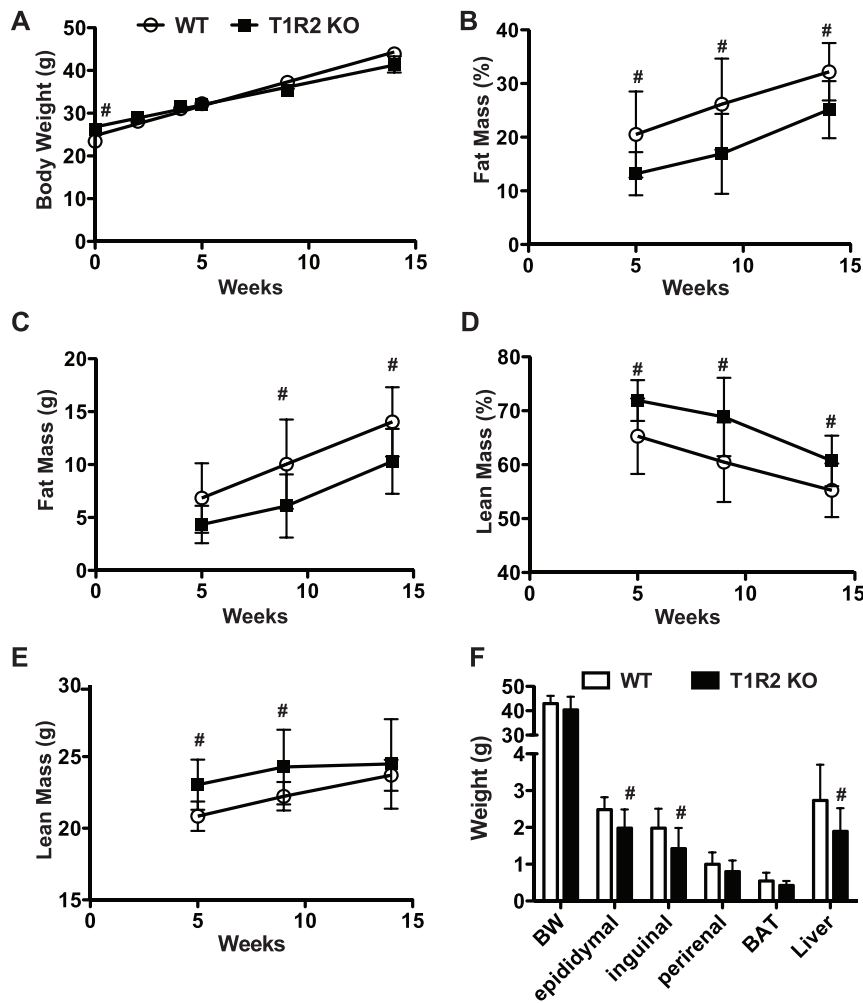 A
WT
T1R2 KO
50
40
30
20
10
0
#
Body Weight (g)
0
5
10
15
Weeks
B
40
30
20
10
0
#
#
#
Fat Mass (%)
0
5
10
15
Weeks
C
20
15
10
5
0
#
#
Fat Mass (g)
0
5
10
15
Weeks
D
80
70
60
50
40
#
#
#
Lean Mass (%)
0
5
10
15
Weeks
E
30
25
20
15
#
#
Lean Mass (g)
0
5
10
15
Weeks
F
WT
T1R2 KO
50
40
30
4
3
2
1
0
#
#
#
Weight (g)
BW
epididymal
inguinal
perirenal
BAT
Liver